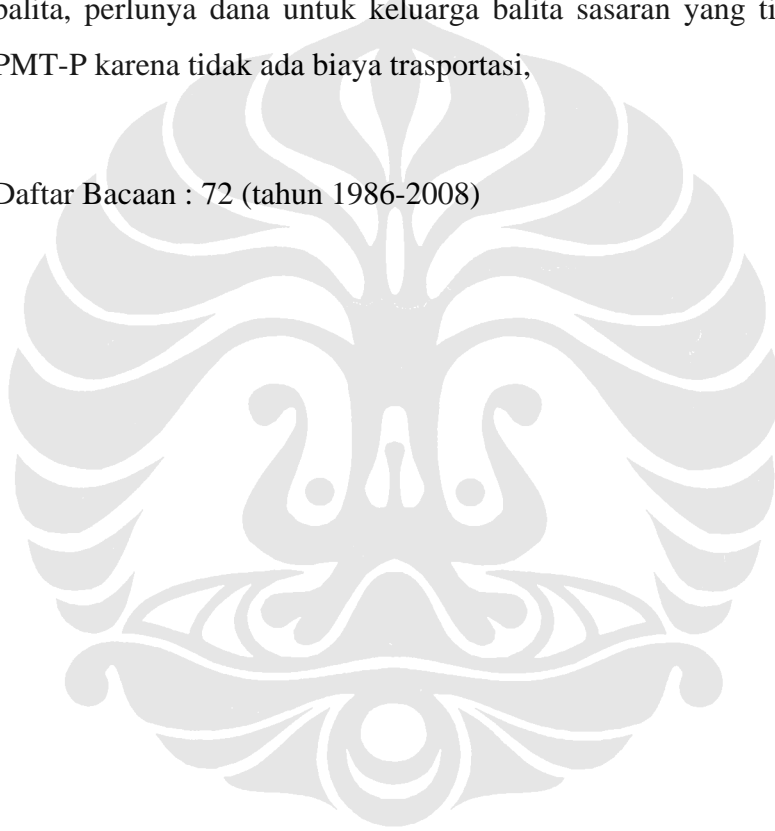 balita, perlunya dana untuk keluarga balita sasaran yang
PMT-P karena tidak ada biaya trasportasi,
Daftar Bacaan : 72 (tahun 1986-2008)